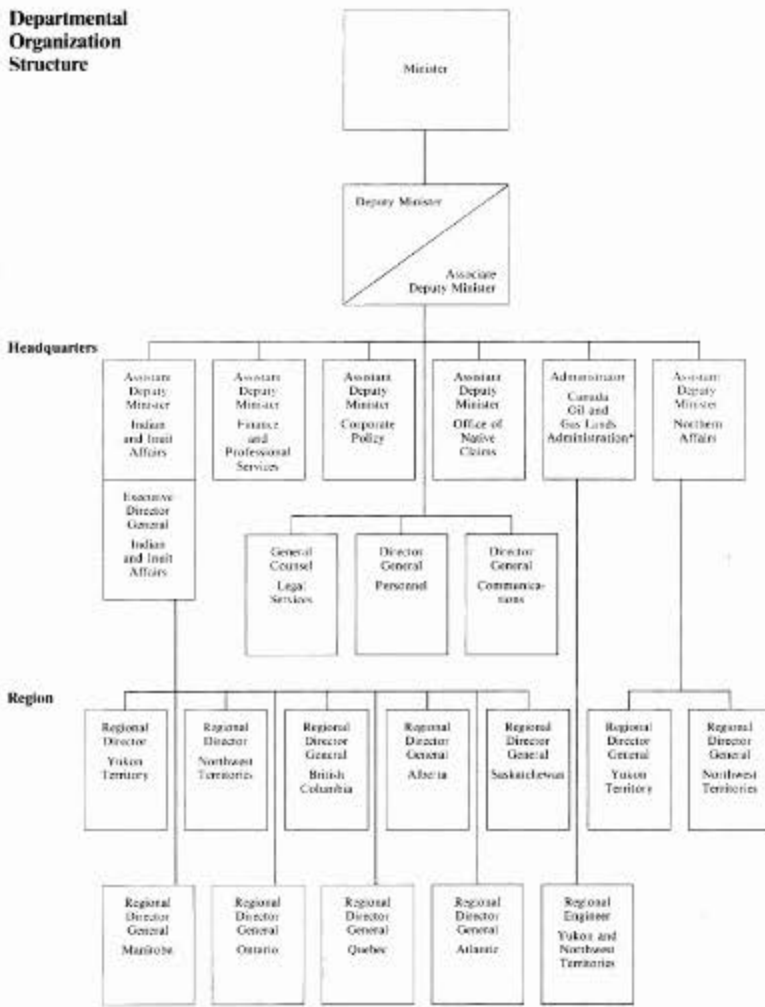 Departmental
Organization
Structure
Minister
Deputy Minister
Associate
Deputy Minister
Headquarters
Assistant
Deputy
Minister
Indian
and Inuit
Affairs
Assistant
Deputy
Minister
Finance
and
Professional
Services
Assistant
Deputy
Minister
Corporate
Policy
Assistant
Deputy
Minister
Office of
Native
Claims
Administrator
Canada
Oil and
Gas Lands
Administration*
Assistant
Deputy
Minister
Northern
Affairs
Executive
Director
General
Indian
and Inuit
Affairs
General
Counsel
Legal
Services
Director
General
Personnel
Director
General
Communica-
tions
Region
Regional
Director
Yukon
Territory
Regional
Director
Northwest
Territories
Regional
Director
General
British
Columbia
Regional
Director
General
Alberta
Regional
Director
General
Saskatchewan
Regional
Director
General
Yukon
Territory
Regional
Director
General
Northwest
Territories
Regional
Director
General
Manitoba
Regional
Director
General
Ontario
Regional
Director
General
Quebec
Regional
Director
General
Atlantic
Regional
Engineer
Yukon and
Northwest
Territories